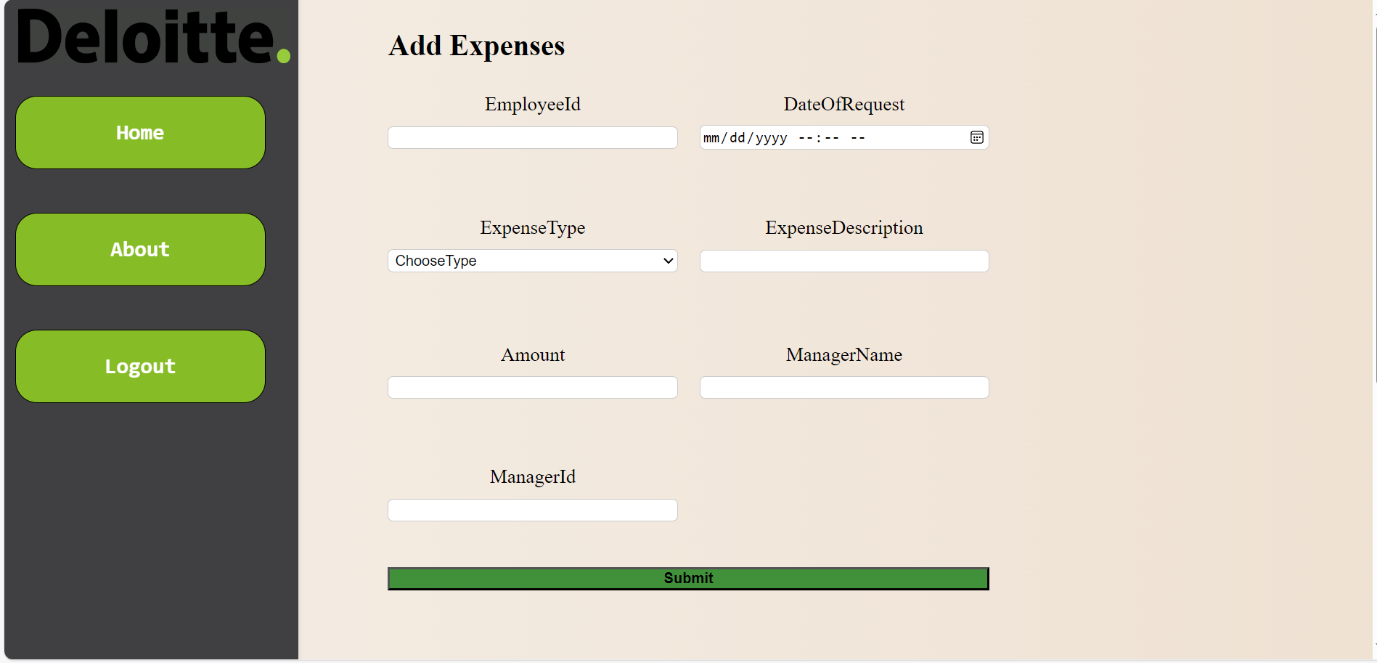 Deloitte.
Home
About
Logout
Add Expenses
EmployeeId
DateOfRequest
mm/dd/yyyy --:-- --
ExpenseType
ExpenseDescription
ChooseType
Amount
ManagerName
ManagerId
Submit